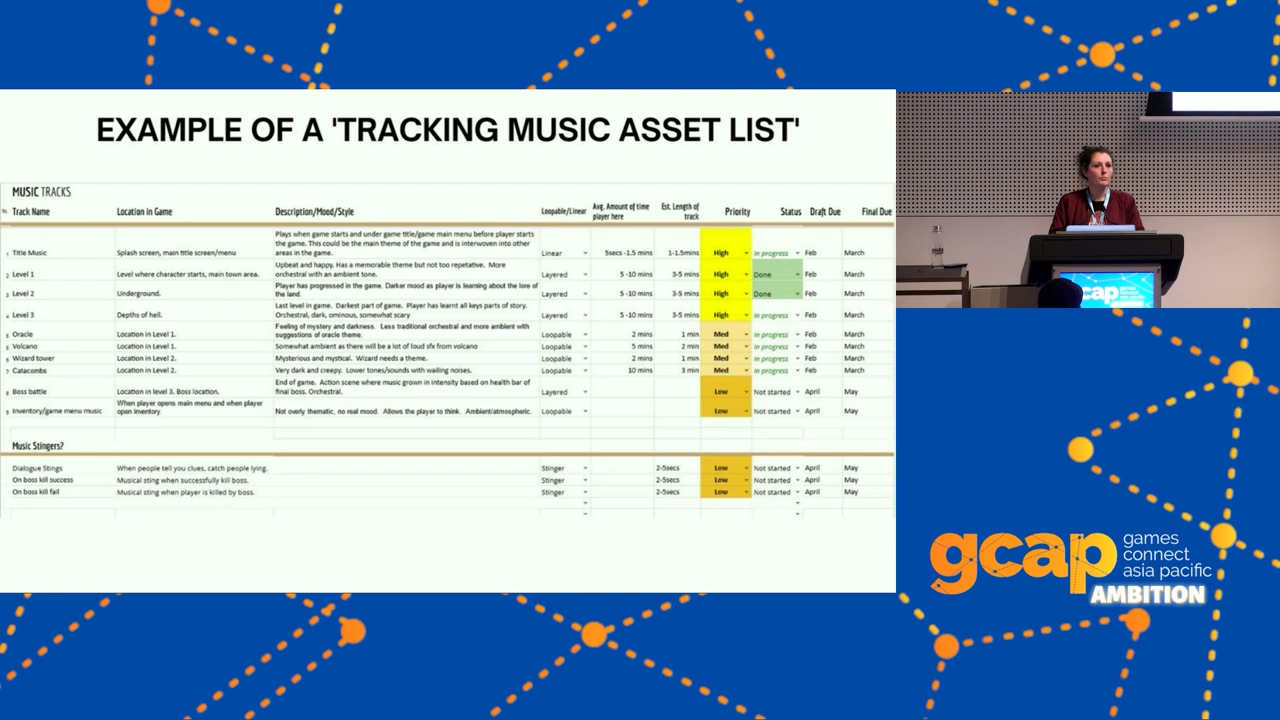 EXAMPLE OF A 'TRACKING MUSIC ASSET LIST'
MUSIC TRACKS
No. Track Name Location in Game Description/Mood/Style Loopable/Linear Avg. Amount of time player here Est. Length of track Priority Status Draft Due Final Due
1 Title Music Splash screen, main title screen/menu Plays when game starts and under game title/game main menu before player starts the game. This could be the main theme of the game and is interwoven into other areas in the game. Linear 5secs -1.5 mins 1-1.5mins High In progress Feb March
2 Level 1 Level where character starts, main town area. Upbeat and happy. Has a memorable theme but not too repetative. More orchestral with an ambient tone. Layered 5 -10 mins 3-5 mins High Done Feb March
3 Level 2 Underground. Player has progressed in the game. Darker mood as player is learning about the lore of the land. Layered 5 -10 mins 3-5 mins High Done Feb March
4 Level 3 Depths of hell. Last level in game. Darkest part of game. Player has learnt all keys parts of story. Orchestral, dark, ominous, somewhat scary Layered 5 -10 mins 3-5 mins High In progress Feb March
5 Oracle Location in Level 1. Feeling of mystery and darkness. Less traditional orchestral and more ambient with suggestions of oracle theme. Loopable 2 mins 1 min Med In progress Feb March
5 Volcano Location in Level 1. Somewhat ambient as there will be a lot of loud sfx from volcano Loopable 5 mins 2 min Med In progress Feb March
6 Wizard tower Location in Level 2. Mysterious and mystical. Wizard needs a theme. Loopable 2 mins 1 min Med In progress Feb March
7 Catacombs Location in Level 2. Very dark and creepy. Lower tones/sounds with wailing noises. Loopable 10 mins 3 min Med In progress Feb March
8 Boss battle Location in level 3. Boss location. End of game. Action scene where music grown in intensity based on health bar of final boss. Orchestral. Layered Low Not started April May
9 Inventory/game menu music When player opens main menu and when player open inventory. Not overly thematic, no real mood. Allows the player to think. Ambient/atmospheric. Loopable Low Not started April May
Music Stingers?
Dialogue Stings When people tell you clues, catch people lying. Stinger 2-5secs Low Not started April May
On boss kill success Musical sting when successfully kill boss. Stinger 2-5secs Low Not started April May
On boss kill fail Musical sting when player is killed by boss. Stinger 2-5secs Low Not started April May
cap
gcap
games
connect
asia pacific
AMBITION